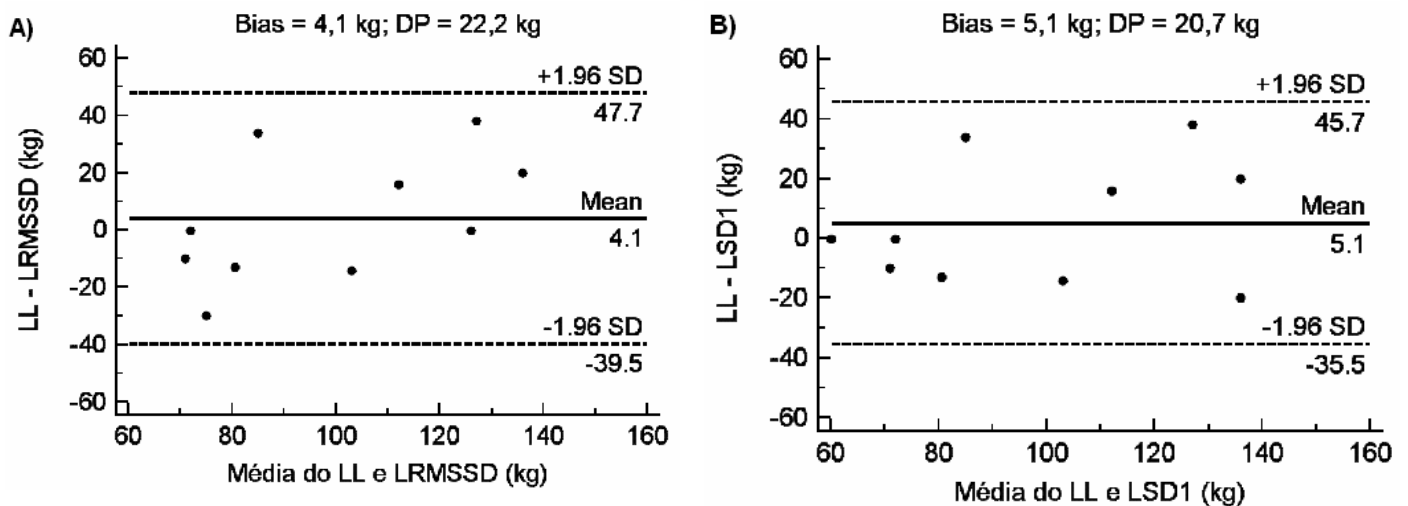 A)
Bias = 4,1 kg; DP = 22,2 kg
LL - LRMSSD (kg)
60
40
20
0
-20
-40
-60
+1.96 SD
47.7
Mean
4.1
-1.96 SD
-39.5
60 80 100 120 140 160
Média do LL e LRMSSD (kg)
B)
Bias = 5,1 kg; DP = 20,7 kg
LL - LSD1 (kg)
60
40
20
0
-20
-40
-60
+1.96 SD
45.7
Mean
5.1
-1.96 SD
-35.5
60 80 100 120 140 160
Média do LL e LSD1 (kg)